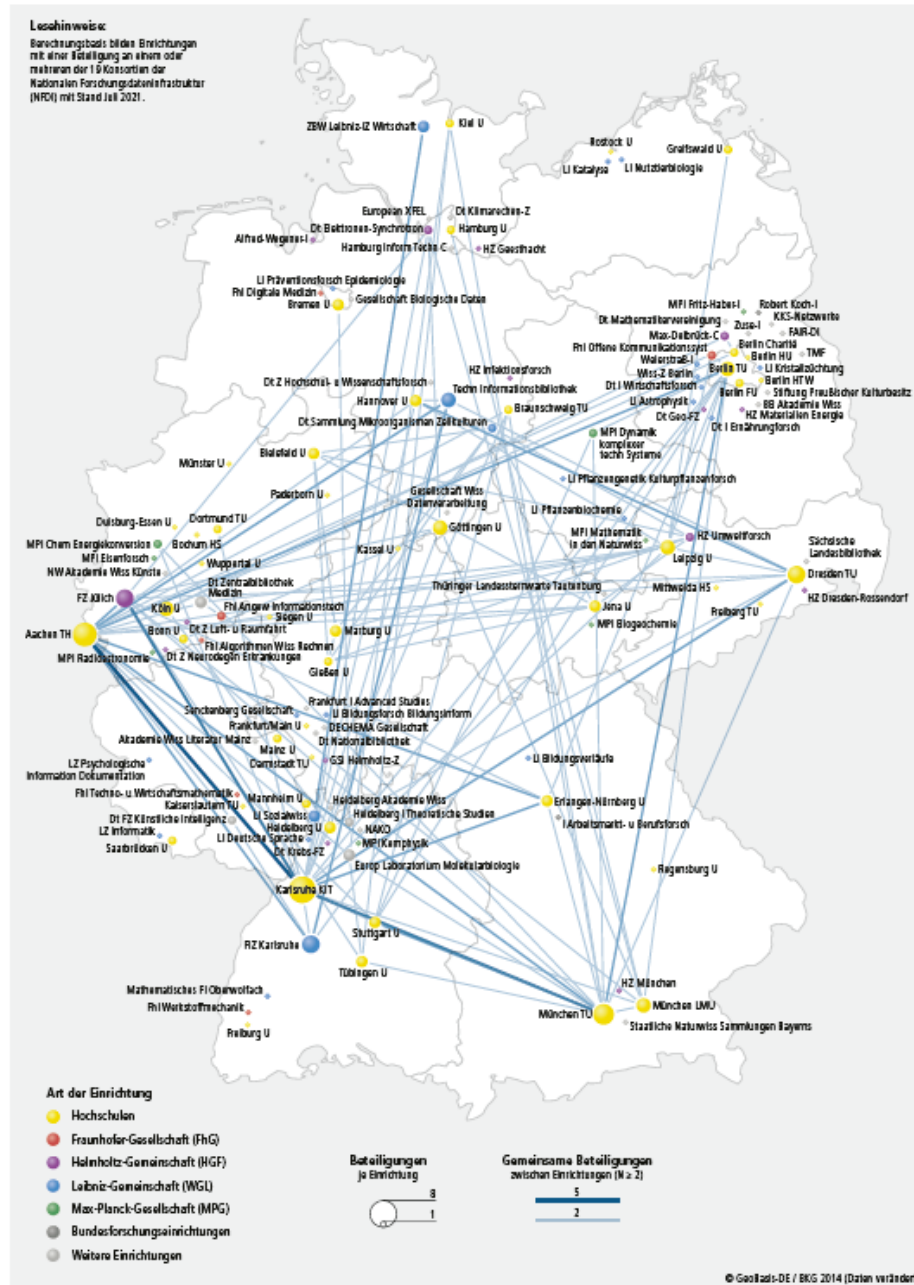 Lesehinweise:
Berechnungsbasis bilden Einrichtungen
mit einer Beteiligung an einem oder
mehreren der 19 Konsortien der
Nationalen Forschungsdateninfrastruktur
(NFDI) mit Stand Juli 2021.
ZBW Leibniz-IZ Wirtschaft
Kiel U
Rostock U
Greifswald U
LI Katalyse
LI Nutztierbiologie
European XFEL
Dt Klimarechen-Z
Dt Elektronen-Synchrotron
Hamburg U
Alfred-Wegener-I
Hamburg Inform Techn C
HZ Geesthacht
LI Präventionsforsch Epidemiologie
FhI Digitale Medizin
Gesellschaft Biologische Daten
Bremen U
MPI Fritz-Haber-I
Robert Koch-I
KKS-Netzwerke
Dt Mathematikervereinigung
Zuse-I
FAIR-DI
Max-Delbrück-C
Berlin Charité
FhI Offene Kommunikationssyst
Berlin HU
TMF
Weierstraß-I
Berlin TU
LI Kristallzüchtung
Wiss-Z Berlin
Berlin HTW
Dt I Wirtschaftsforsch
Berlin FU
Stiftung Preußischer Kulturbesitz
LI Astrophysik
BB Akademie Wiss
Dt Geo-FZ
HZ Materialien Energie
Dt I Ernährungforsch
HZ Infektionsforsch
Dt Z Hochschul- u Wissenschaftsforsch
Techn Informationsbibliothek
Hannover U
Braunschweig TU
Dt Sammlung Mikroorganismen Zellkulturen
MPI Dynamik
komplexer
techn Systeme
Bielefeld U
Münster U
LI Pflanzengenetik Kulturpflanzenforsch
Paderborn U
Gesellschaft Wiss
Datenverarbeitung
LI Pflanzenbiochemie
Duisburg-Essen U
Dortmund TU
Göttingen U
MPI Mathematik
in den Naturwiss
HZ Umweltforsch
Bochum HS
MPI Chem Energiekonversion
Kassel U
Leipzig U
Sächsische
Landesbibliothek
MPI Eisenforsch
Wuppertal U
NW Akademie Wiss Künste
Dt Zentralbibliothek
Medizin
Thüringer Landessternwarte Tautenburg
Mittweida HS
Dresden TU
FZ Jülich
Köln U
FhI Angew Informationstech
Siegen U
Jena U
Freiberg TU
HZ Dresden-Rossendorf
Aachen TH
Bonn U
Dt Z Luft- u Raumfahrt
Marburg U
MPI Biogeochemie
FhI Algorithmen Wiss Rechnen
MPI Radioastronomie
Dt Z Neurodegen Erkrankungen
Gießen U
Frankfurt I Advanced Studies
Senckenberg Gesellschaft
LI Bildungsforsch Bildungsinform
Frankfurt/Main U
DECHEMA Gesellschaft
Akademie Wiss Literatur Mainz
Dt Nationalbibliothek
Mainz U
Darmstadt TU
GSI Helmholtz-Z
LI Bildungsverläufe
LZ Psychologische
Information Dokumentation
FhI Techno- u Wirtschaftsmathematik
Kaiserslautern TU
Mannheim U
Heidelberg Akademie Wiss
Erlangen-Nürnberg U
Dt FZ Künstliche Intelligenz
LI Sozialwiss
Heidelberg I Theoretische Studien
I Arbeitsmarkt- u Berufsforsch
Heidelberg U
NAKO
LZ Informatik
LI Deutsche Sprache
MPI Kernphysik
Saarbrücken U
Dt Krebs-FZ
Europ Laboratorium Molekularbiologie
Regensburg U
Karlsruhe KIT
Stuttgart U
FIZ Karlsruhe
Tübingen U
Mathematisches FI Oberwolfach
HZ München
FhI Werkstoffmechanik
München LMU
München TU
Freiburg U
Staatliche Naturwiss Sammlungen Bayerns
Art der Einrichtung
Hochschulen
Fraunhofer-Gesellschaft (FhG)
Helmholtz-Gemeinschaft (HGF)
Leibniz-Gemeinschaft (WGL)
Max-Planck-Gesellschaft (MPG)
Bundesforschungseinrichtungen
Weitere Einrichtungen
Beteiligungen
je Einrichtung
8
1
Gemeinsame Beteiligungen
zwischen Einrichtungen (N ≥ 2)
5
2
© GeoBasis-DE / BKG 2014 (Daten verändert